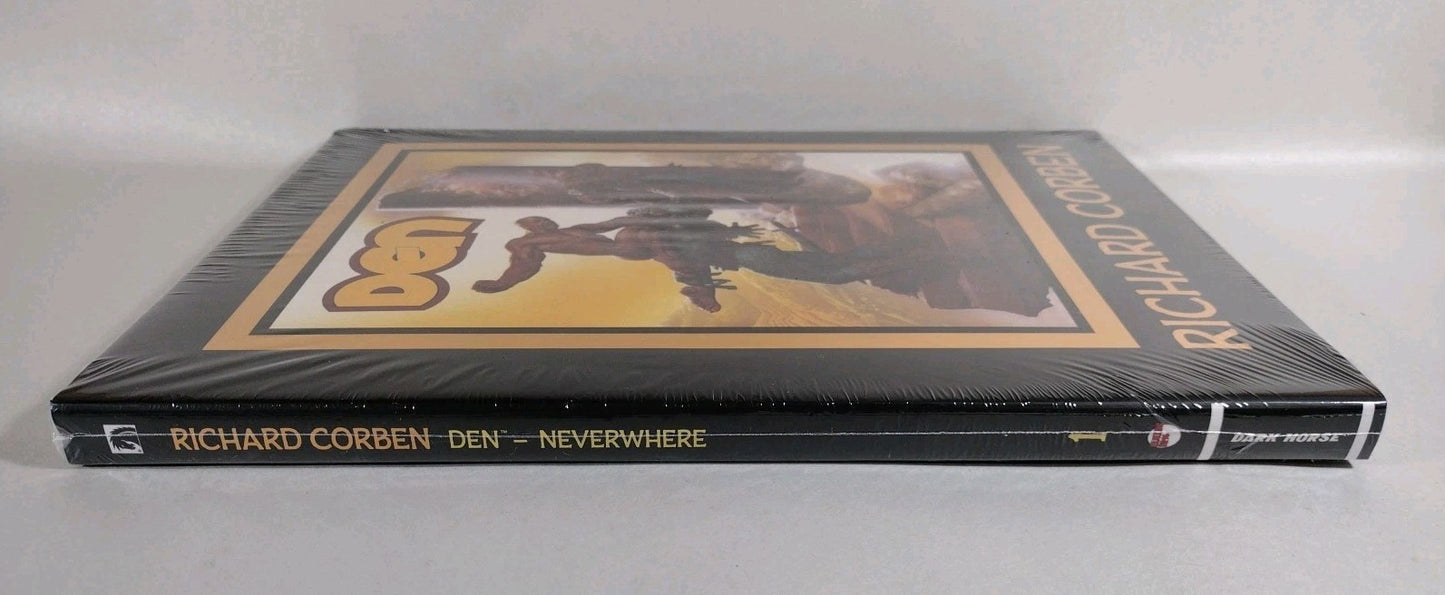 RICHARD CORBEN
Den
RICHARD CORBEN DEN™ – NEVERWHERE 1 DARK HORSE